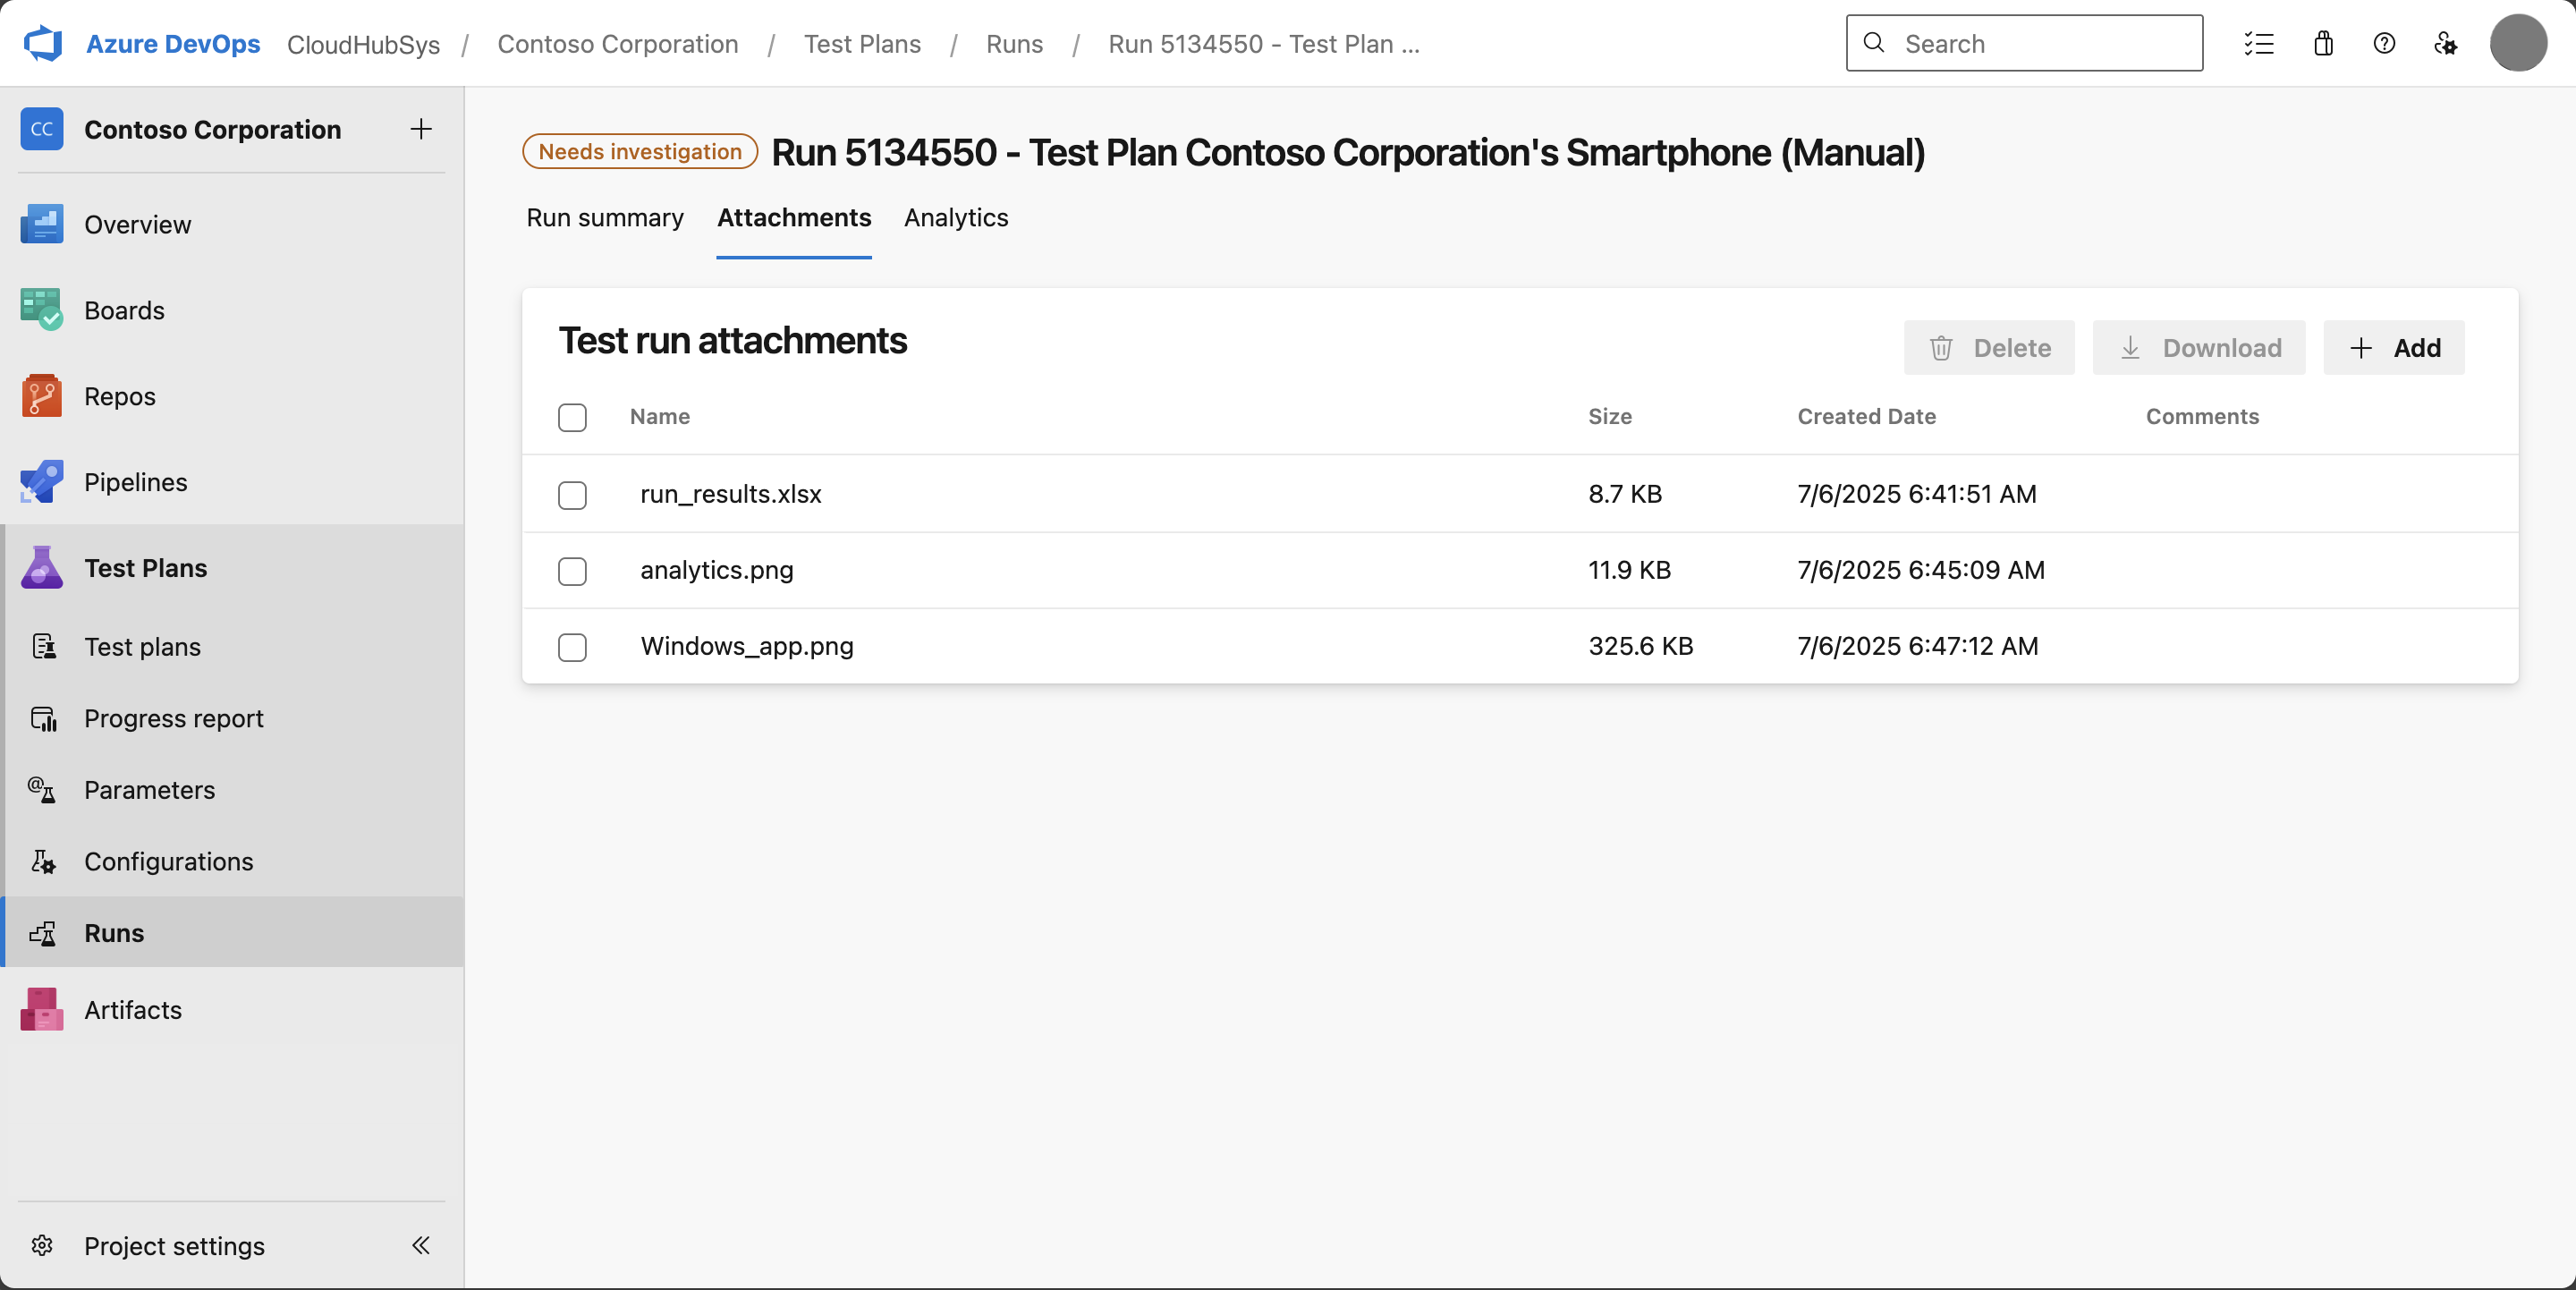 Azure DevOps CloudHubSys / Contoso Corporation / Test Plans / Runs / Run 5134550 - Test Plan ...
Search
CC Contoso Corporation
Overview
Boards
Repos
Pipelines
Test Plans
Test plans
Progress report
Parameters
Configurations
Runs
Artifacts
Project settings
Needs investigation Run 5134550 - Test Plan Contoso Corporation's Smartphone (Manual)
Run summary Attachments Analytics
Test run attachments
Delete Download Add
Name Size Created Date Comments
run_results.xlsx 8.7 KB 7/6/2025 6:41:51 AM
analytics.png 11.9 KB 7/6/2025 6:45:09 AM
Windows_app.png 325.6 KB 7/6/2025 6:47:12 AM